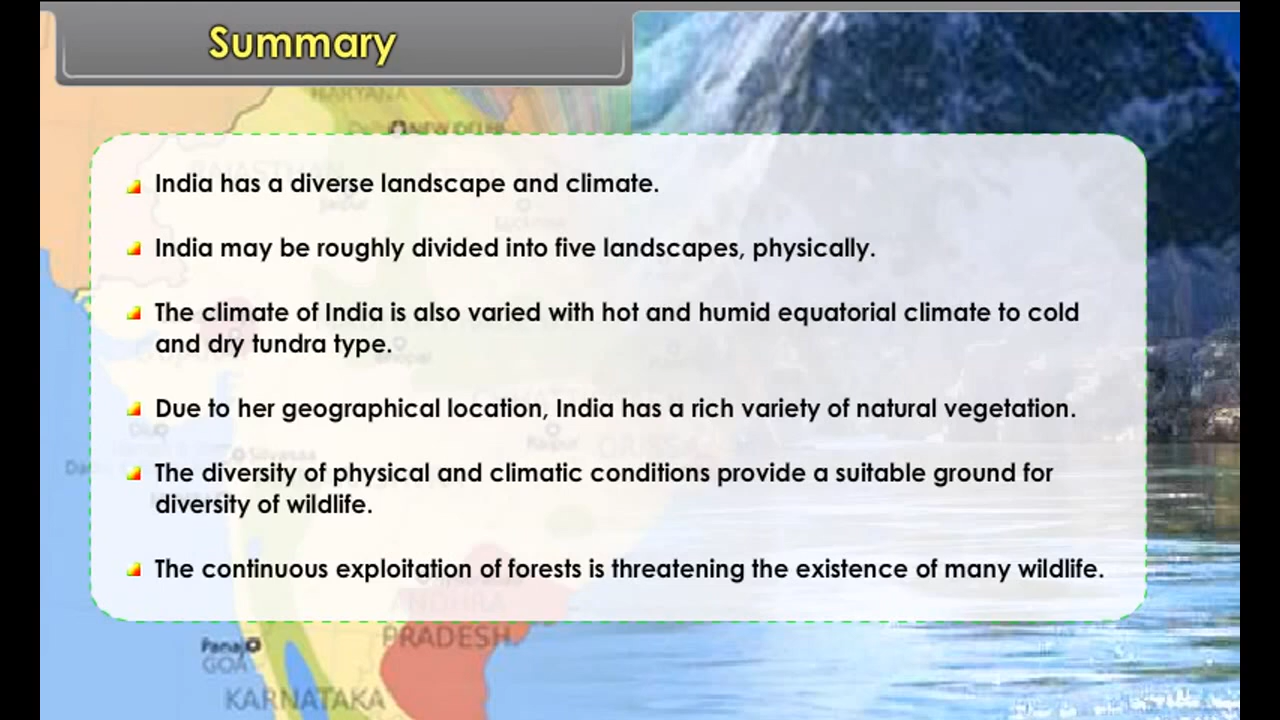 Summary
HARYANA
NEW DELHI
India has a diverse landscape and climate.
India may be roughly divided into five landscapes, physically.
The climate of India is also varied with hot and humid equatorial climate to cold
and dry tundra type.
Due to her geographical location, India has a rich variety of natural vegetation.
The diversity of physical and climatic conditions provide a suitable ground for
diversity of wildlife.
The continuous exploitation of forests is threatening the existence of many wildlife.
ANDHRA
PRADESH
Panaji
GOA
KARNATAKA